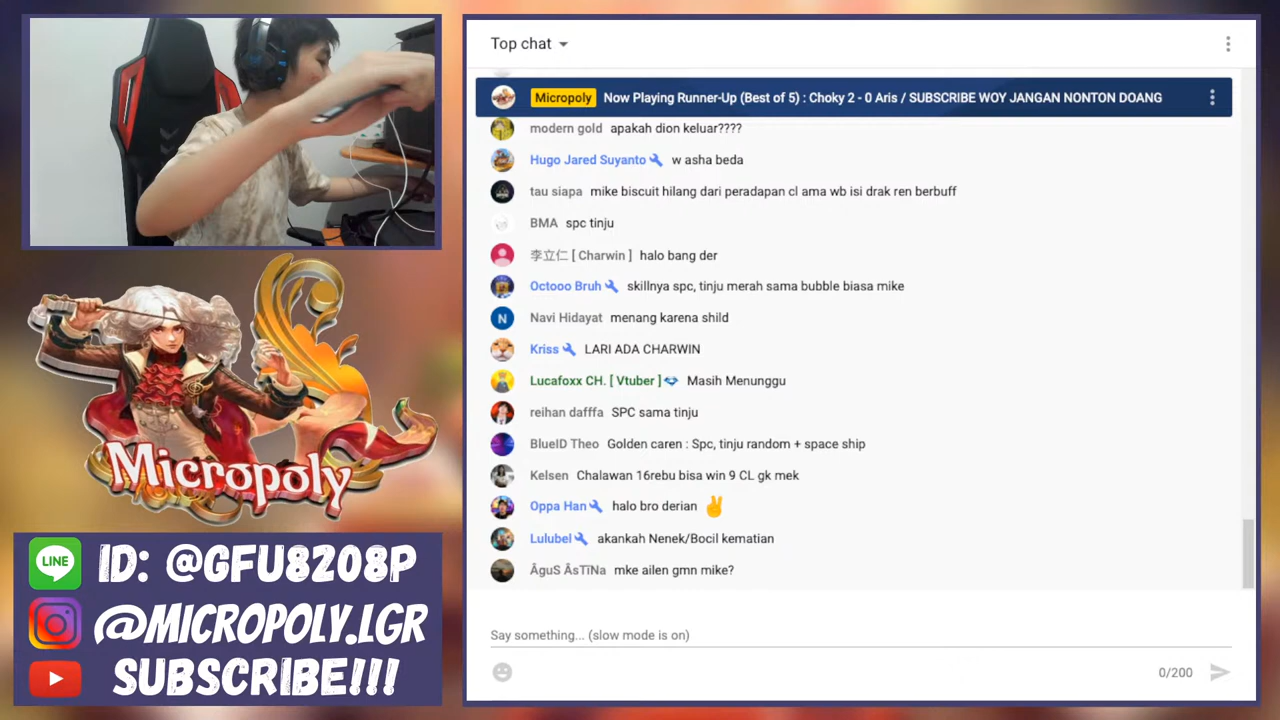 Top chat
Micropoly Now Playing Runner-Up (Best of 5) : Choky 2 - 0 Aris / SUBSCRIBE WOY JANGAN NONTON DOANG
modern gold apakah dion keluar????
Hugo Jared Suyanto w asha beda
tau siapa mike biscuit hilang dari peradapan cl ama wb isi drak ren berbuff
BMA spc tinju
李立仁 [ Charwin ] halo bang der
Octooo Bruh skillnya spc, tinju merah sama bubble biasa mike
N Navi Hidayat menang karena shild
Kriss LARI ADA CHARWIN
Lucafoxx CH. [ Vtuber ] Masih Menunggu
reihan dafffa SPC sama tinju
BlueID Theo Golden caren : Spc, tinju random + space ship
Kelsen Chalawan 16rebu bisa win 9 CL gk mek
Oppa Han halo bro derian ✌
Lulubel akankah Nenek/Bocil kematian
ÂguS ÂsTïNa mke ailen gmn mike?
Say something... (slow mode is on)
0/200
Micropoly
LINE ID: @GFU8208P
@MICROPOLY.LGR
SUBSCRIBE!!!